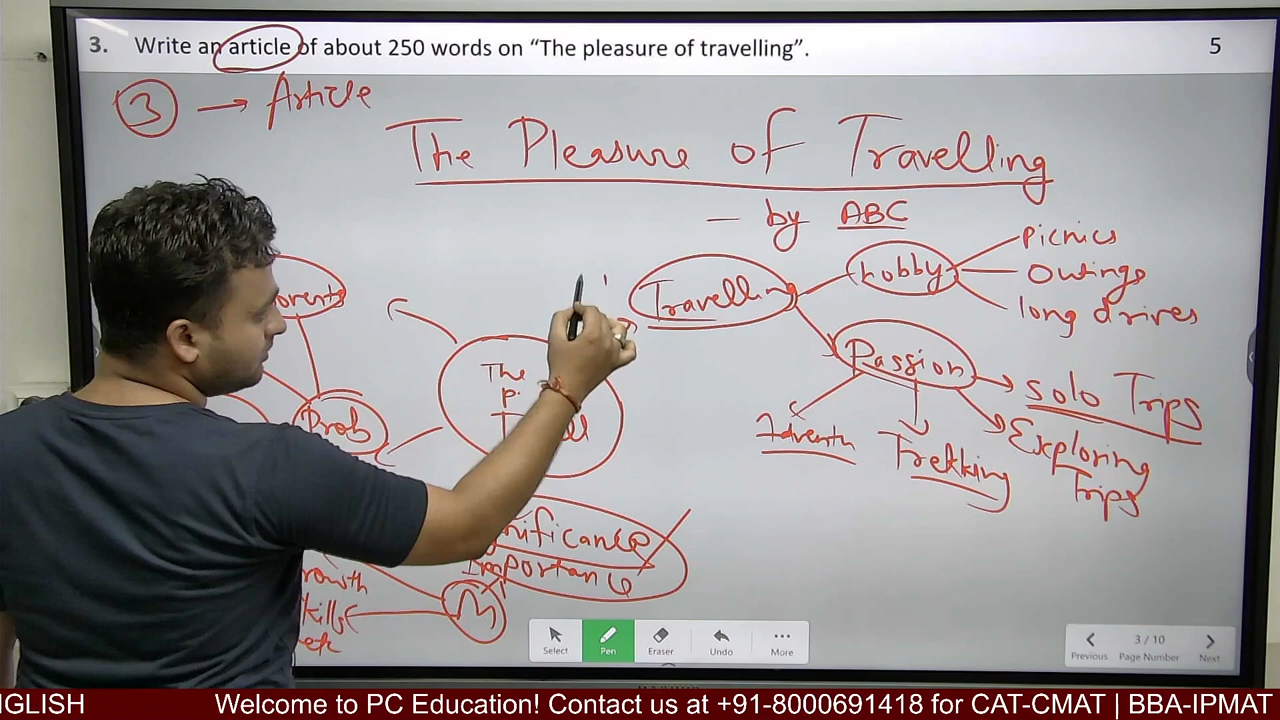 3. Write an article of about 250 words on “The pleasure of travelling”. 5
3 → Article
The Pleasure of Travelling
— by ABC
Travelling
hobby
Picnics
Outings
long drives
Passion
Solo Trips
Exploring Trips
Trekking
Adventu
The
P.
Prob
Importance
M
Select
Pen
Eraser
Undo
More
Previous
3 / 10
Page Number
Next
NGLISH Welcome to PC Education! Contact us at +91-8000691418 for CAT-CMAT | BBA-IPMAT